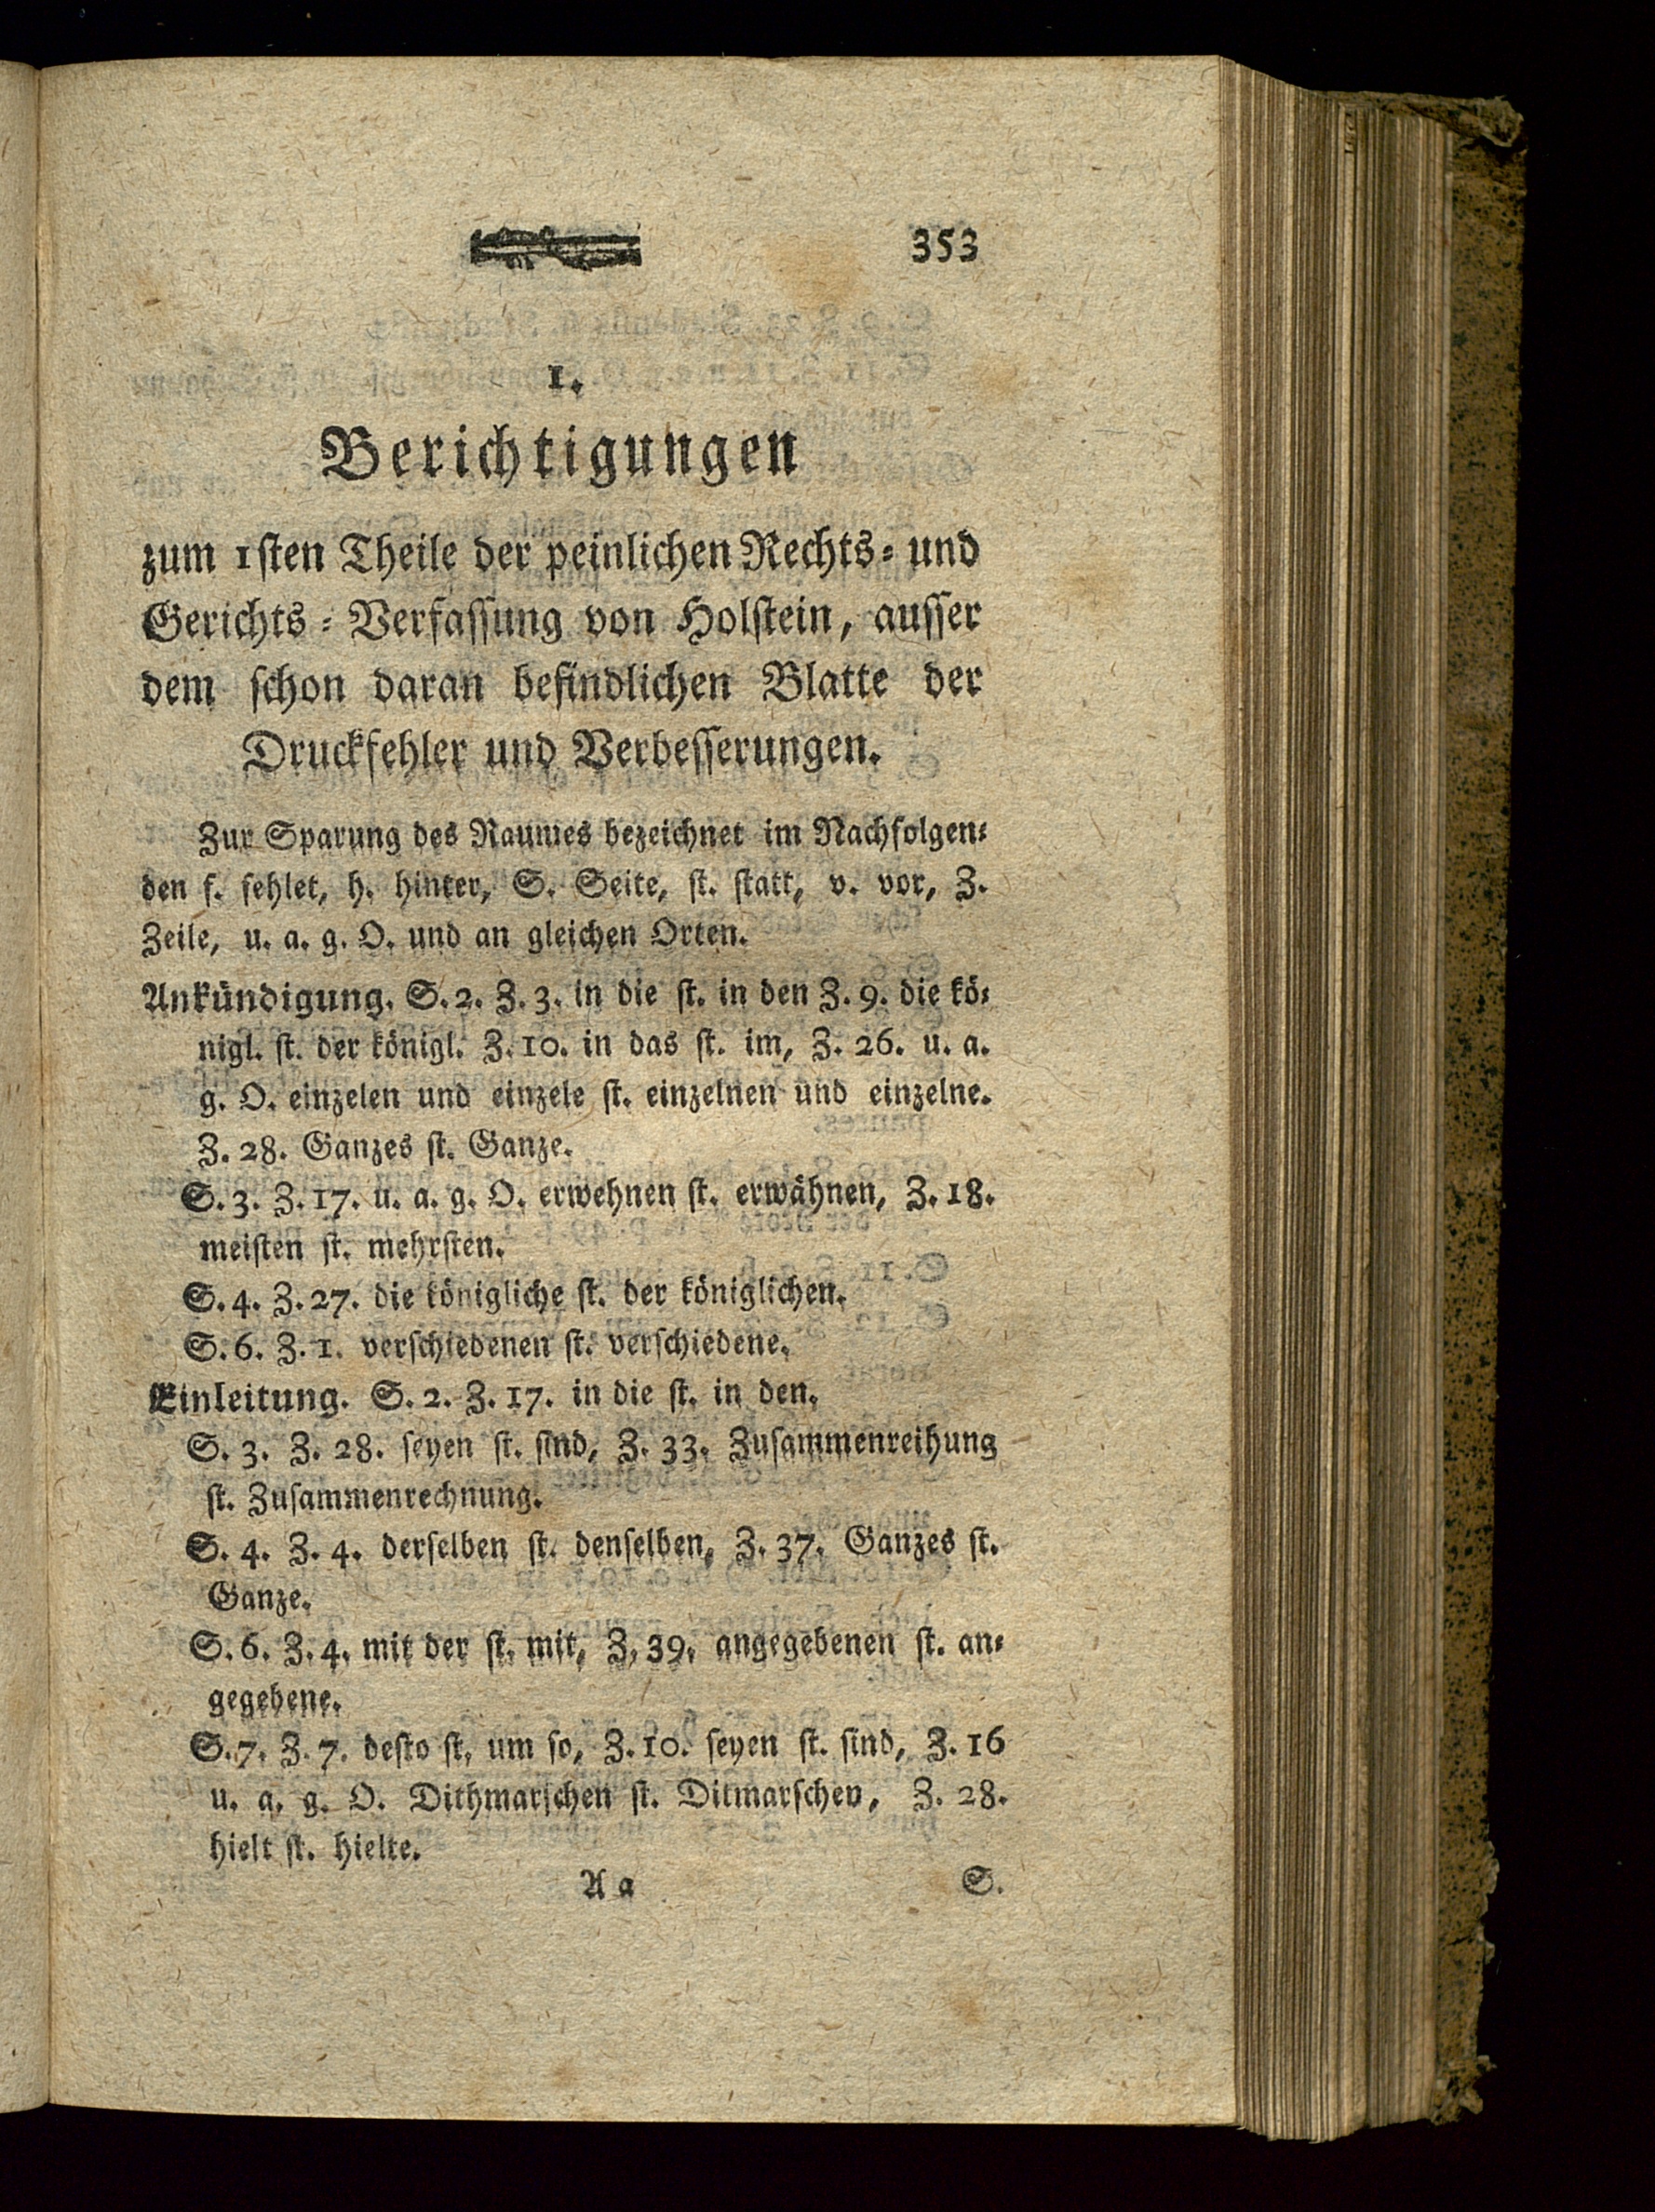 353
1.
Berichtigungen
zum 1sten Theile der peinlichen Rechts- und
Gerichts-Verfassung von Holstein, ausser
dem schon daran befindlichen Blatte der
Druckfehler und Verbesserungen.
Zur Sparung des Raumes bezeichnet im Nachfolgen-
den f. fehlet, h. hinter, S. Seite, st. statt, v. vor, Z.
Zeile, u. a. g. O. und an gleichen Orten.
Ankündigung. S. 2. Z. 3. in die st. in den Z. 9. die kö-
nigl. st. der königl. Z. 10. in das st. im, Z. 26. u. a.
g. O. einzelen und einzele st. einzelnen und einzelne.
Z. 28. Ganzes st. Ganze.
S. 3. Z. 17. u. a. g. O. erwehnen st. erwähnen, Z. 18.
meisten st. mehrsten.
S. 4. Z. 27. die königliche st. der königlichen.
S. 6. Z. 1. verschiedenen st. verschiedene.
Einleitung. S. 2. Z. 17. in die st. in den.
S. 3. Z. 28. seyen st. sind, Z. 33. Zusammenreihung
st. Zusammenrechnung.
S. 4. Z. 4. derselben st. denselben, Z. 37. Ganzes st.
Ganze.
S. 6. Z. 4. mit der st. mit, Z. 39. angegebenen st. an-
gegebene.
S. 7. Z. 7. desto st. um so, Z. 10. seyen st. sind, Z. 16
u. a. g. O. Dithmarschen st. Ditmarschev, Z. 28.
hielt st. hielte.
A a
S.